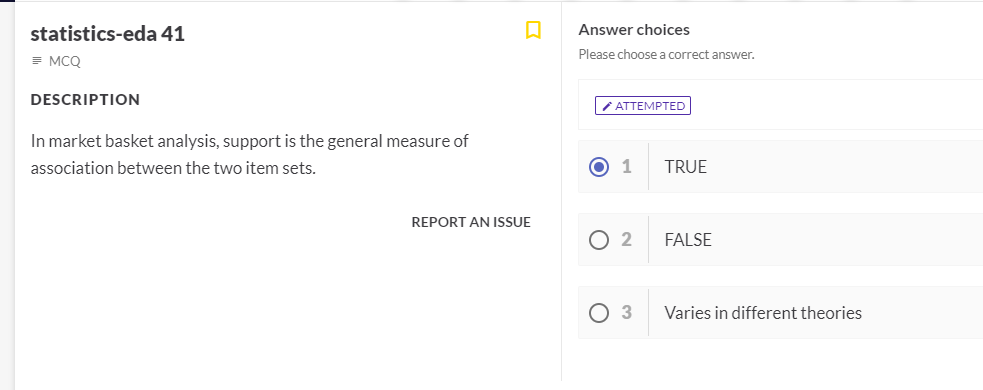 statistics-eda 41
MCQ
DESCRIPTION
In market basket analysis, support is the general measure of
association between the two item sets.
REPORT AN ISSUE
Answer choices
Please choose a correct answer.
ATTEMPTED
1 TRUE
2 FALSE
3 Varies in different theories